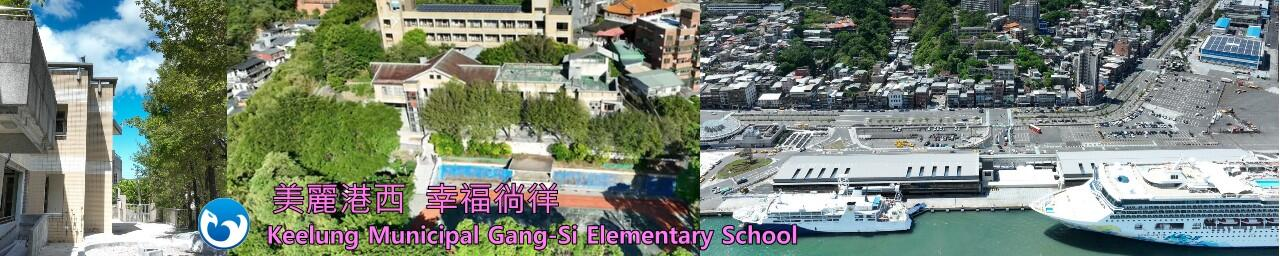 美麗港西 幸福徜徉
Keelung Municipal Gang-Si Elementary School